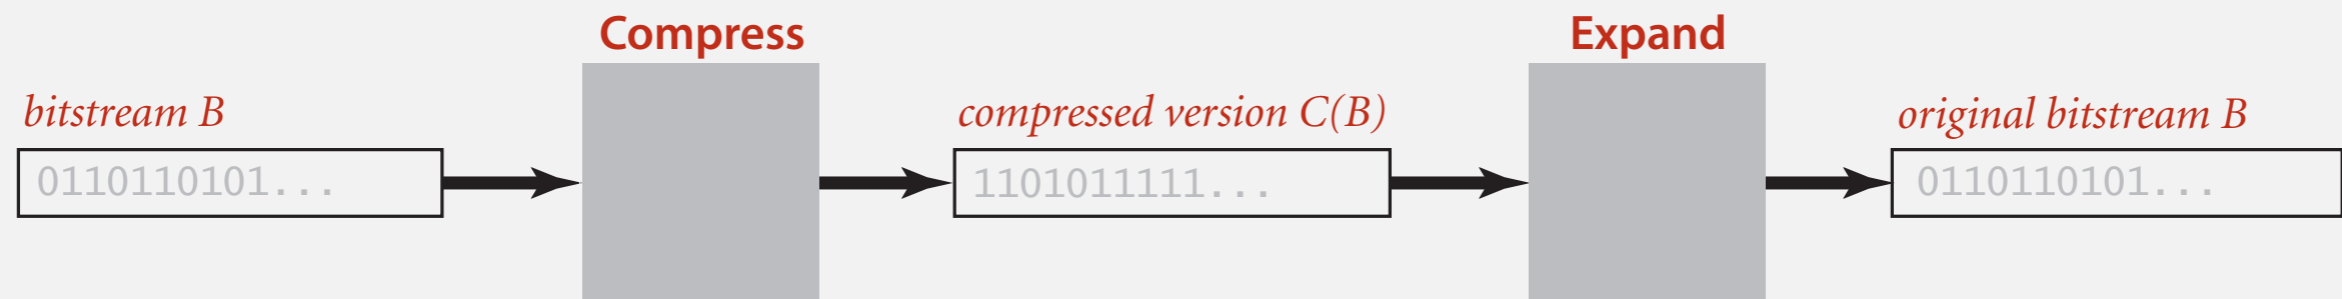 Compress
Expand
bitstream B
compressed version C(B)
original bitstream B
0110110101...
1101011111...
0110110101...